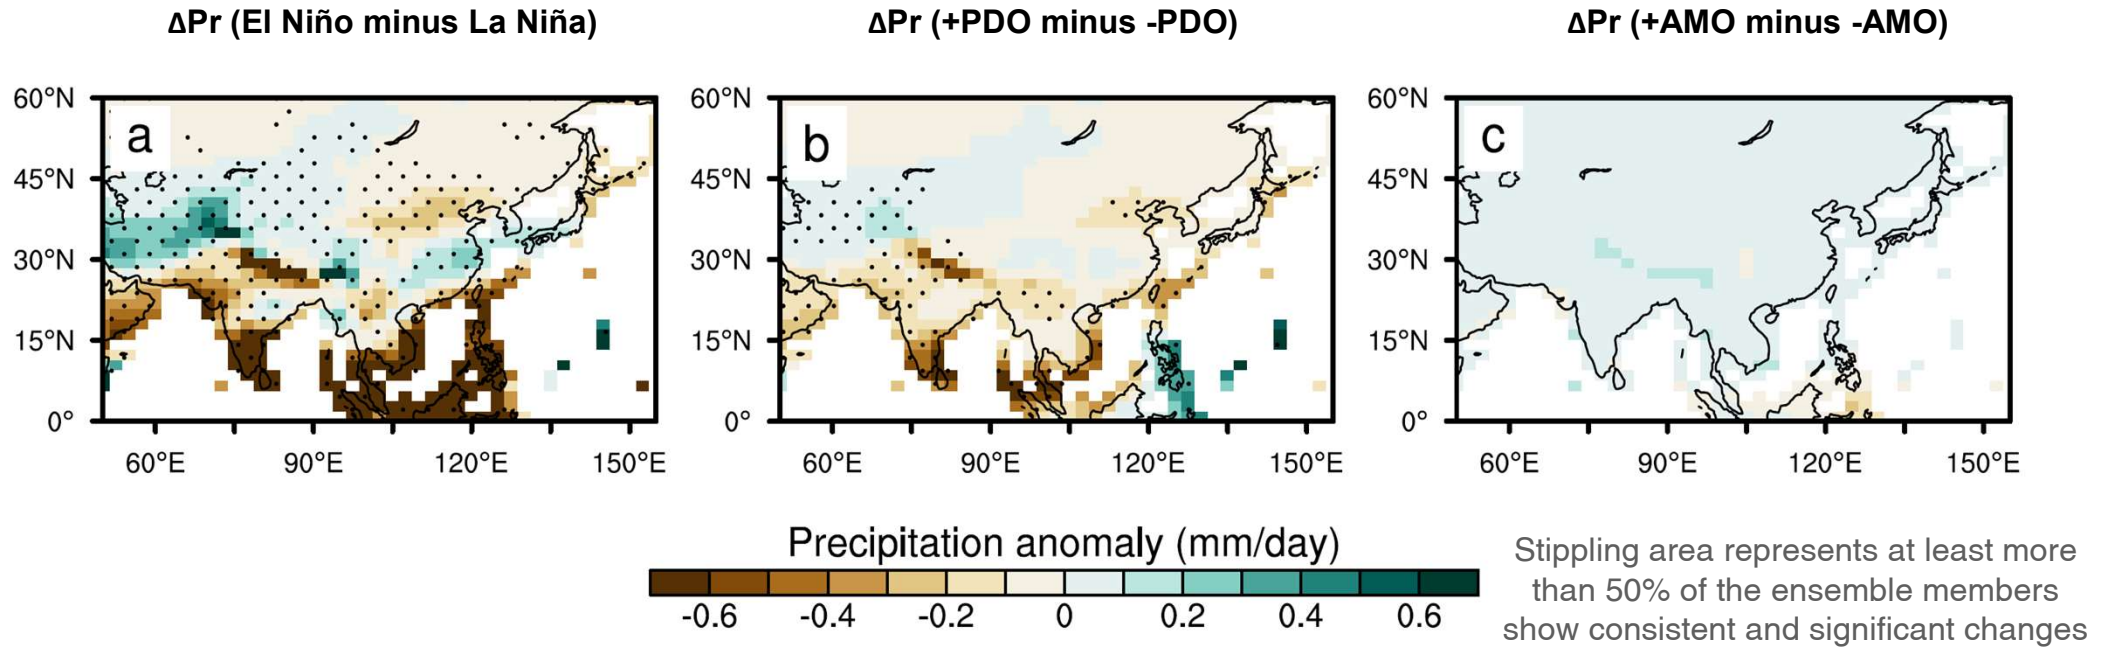 ΔPr (El Niño minus La Niña)
ΔPr (+PDO minus -PDO)
ΔPr (+AMO minus -AMO)
60°N
45°N
30°N
15°N
0°
a
60°E
90°E
120°E
150°E
60°N
45°N
30°N
15°N
0°
b
60°E
90°E
120°E
150°E
60°N
45°N
30°N
15°N
0°
c
60°E
90°E
120°E
150°E
Precipitation anomaly (mm/day)
-0.6 -0.4 -0.2 0 0.2 0.4 0.6
Stippling area represents at least more
than 50% of the ensemble members
show consistent and significant changes